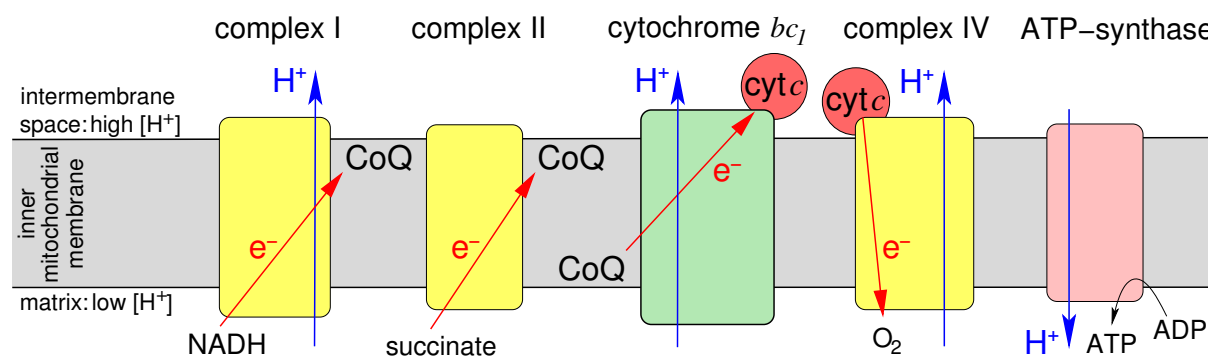 complex I
complex II
cytochrome bc1
complex IV
ATP–synthase
intermembrane
space: high [H+]
inner
mitochondrial
membrane
matrix: low [H+]
H+
CoQ
e–
NADH
CoQ
e–
succinate
H+
cyt c
e–
CoQ
cyt c
H+
e–
O2
H+
ATP
ADP